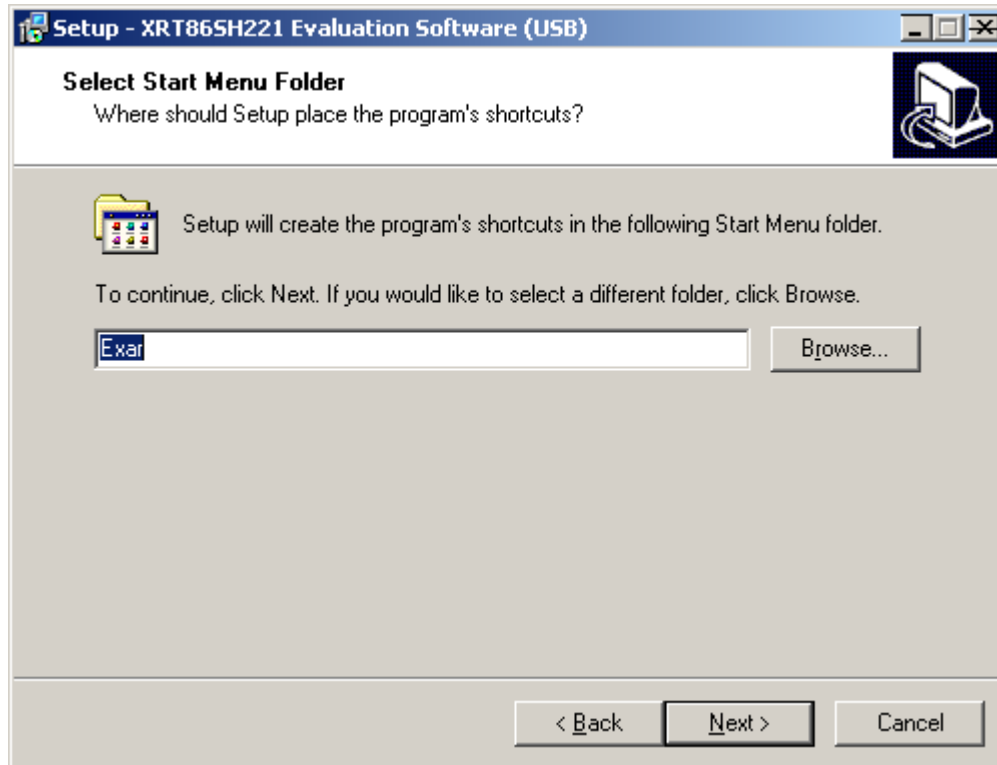 Setup - XRT86SH221 Evaluation Software (USB)
Select Start Menu Folder
Where should Setup place the program's shortcuts?
Setup will create the program's shortcuts in the following Start Menu folder.
To continue, click Next. If you would like to select a different folder, click Browse.
Exar
Browse...
< Back
Next >
Cancel